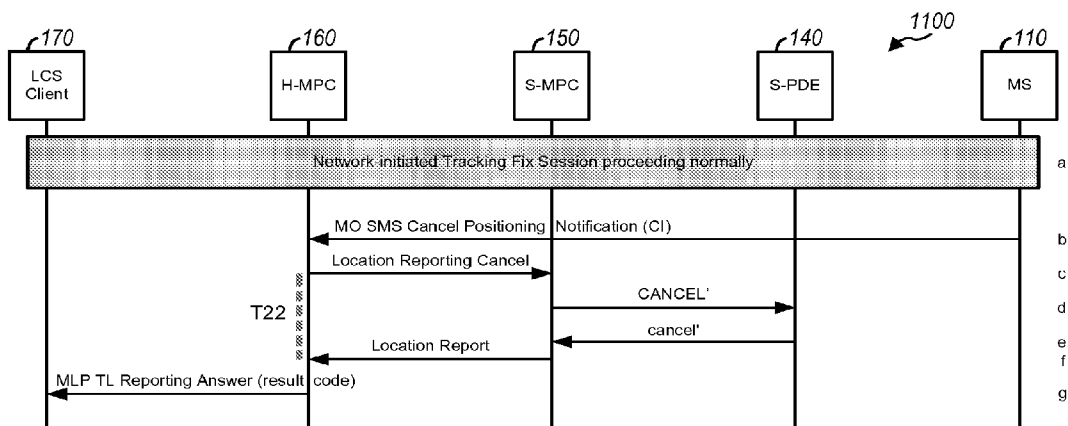 170
160
150
140
1100
110
LCS
Client
H-MPC
S-MPC
S-PDE
MS
Network-initiated Tracking Fix Session proceeding normally
a
MO SMS Cancel Positioning Notification (CI)
b
Location Reporting Cancel
c
T22
CANCEL'
d
cancel'
e
Location Report
f
MLP TL Reporting Answer (result code)
g